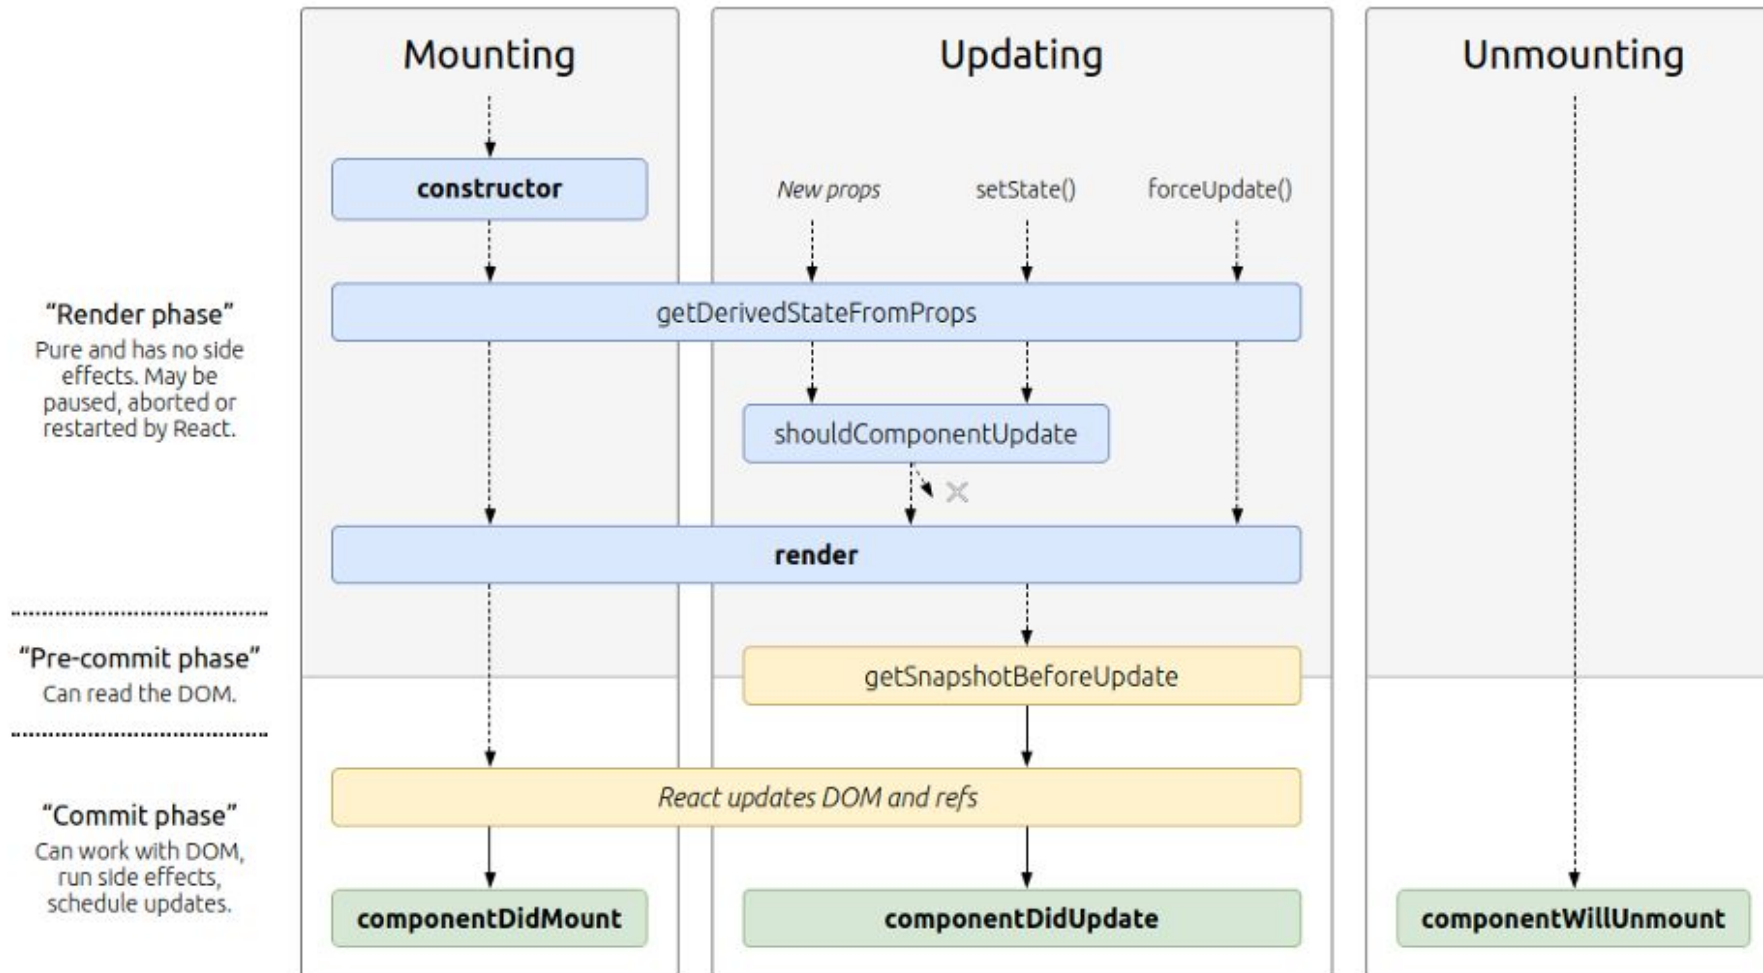 Mounting
Updating
Unmounting
constructor
New props
setState()
forceUpdate()
“Render phase”
Pure and has no side
effects. May be
paused, aborted or
restarted by React.
getDerivedStateFromProps
shouldComponentUpdate
render
“Pre-commit phase”
Can read the DOM.
getSnapshotBeforeUpdate
“Commit phase”
Can work with DOM,
run side effects,
schedule updates.
React updates DOM and refs
componentDidMount
componentDidUpdate
componentWillUnmount